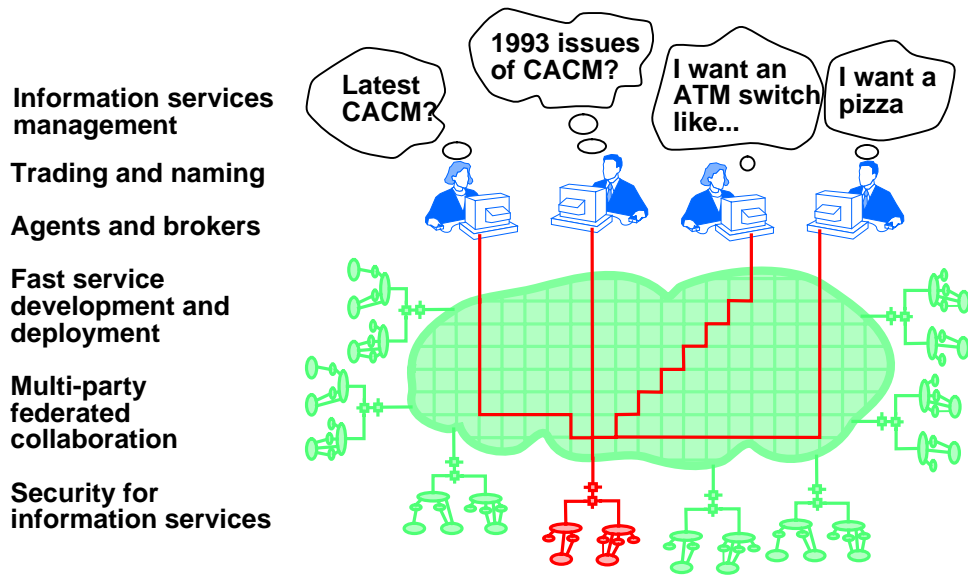 Information services
management
Trading and naming
Agents and brokers
Fast service
development and
deployment
Multi-party
federated
collaboration
Security for
information services
Latest
CACM?
1993 issues
of CACM?
I want an
ATM switch
like...
I want a
pizza